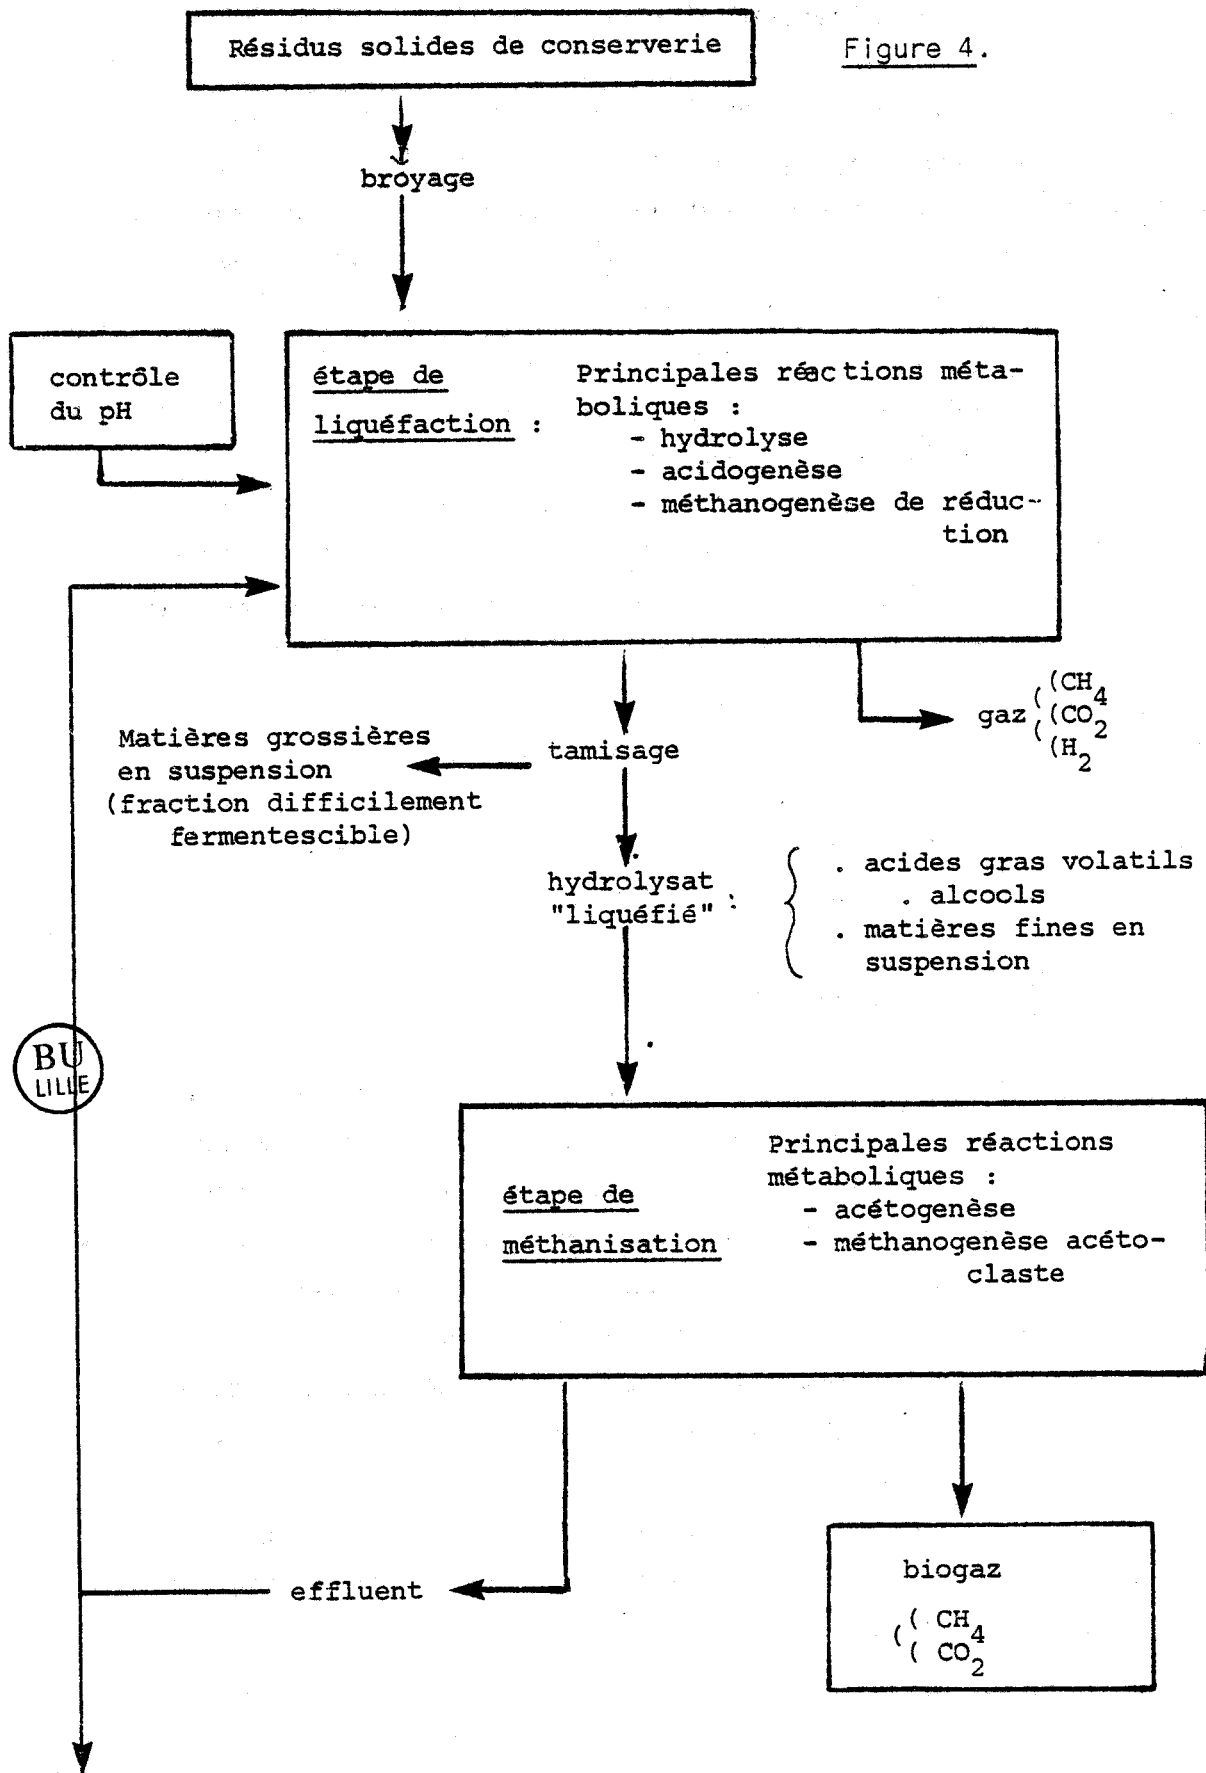 Résidus solides de conserverie
Figure 4.
broyage
contrôle
du pH
étape de
liquéfaction :
Principales réactions méta-
boliques :
- hydrolyse
- acidogenèse
- méthanogenèse de réduc-
tion
gaz
(CH4
(CO2
(H2
tamisage
Matières grossières
en suspension
(fraction difficilement
fermentescible)
hydrolysat
"liquéfié" :
. acides gras volatils
. alcools
. matières fines en
suspension
BU
LILLE
étape de
méthanisation
Principales réactions
métaboliques :
- acétogenèse
- méthanogenèse acéto-
claste
effluent
biogaz
( CH4
( CO2